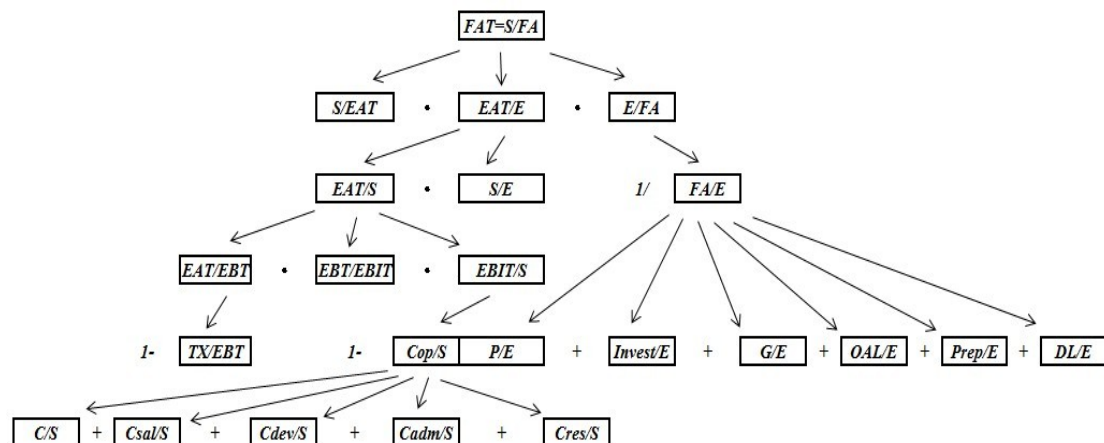 FAT=S/FA
S/EAT • EAT/E • E/FA
EAT/S • S/E 1/ FA/E
EAT/EBT • EBT/EBIT • EBIT/S
1- TX/EBT 1- Cop/S P/E + Invest/E + G/E + OAL/E + Prep/E + DL/E
C/S + Csal/S + Cdev/S + Cadm/S + Cres/S